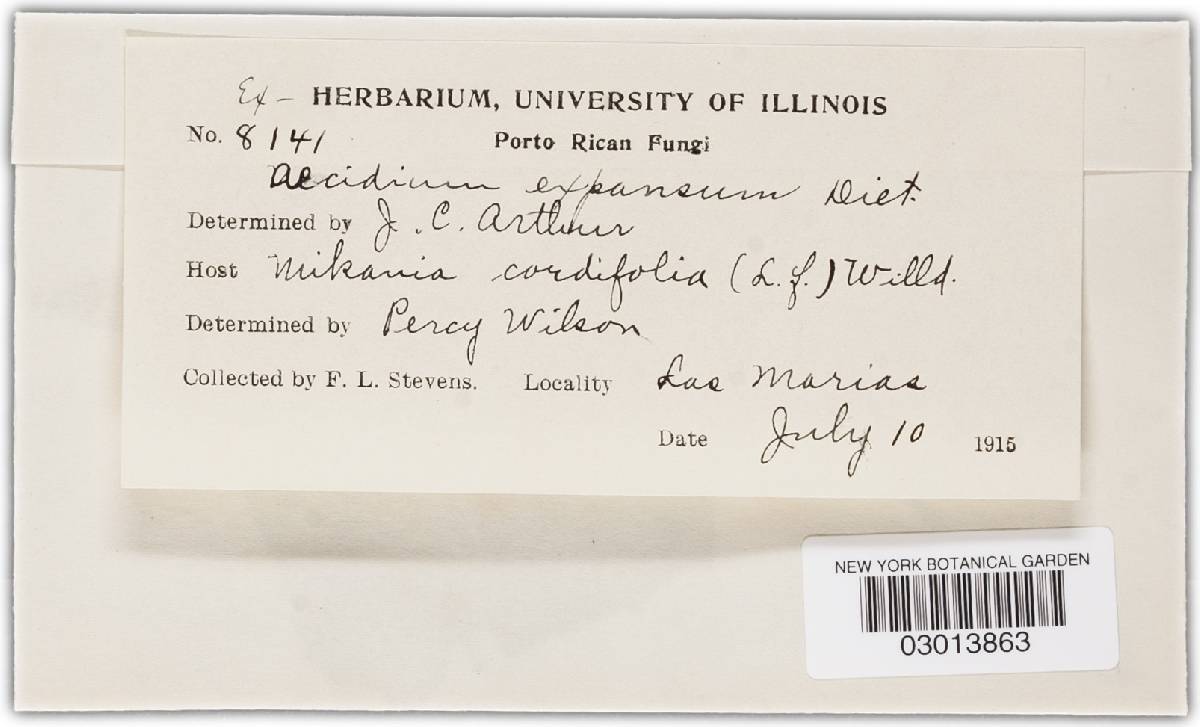 Ex - HERBARIUM, UNIVERSITY OF ILLINOIS
No. 8141 Porto Rican Fungi
Aecidium expansum Diet.
Determined by J. C. Arthur
Host Mikania cordifolia (L. f.) Willd.
Determined by Percy Wilson
Collected by F. L. Stevens. Locality Las Marias
Date July 10 1915
NEW YORK BOTANICAL GARDEN
03013863